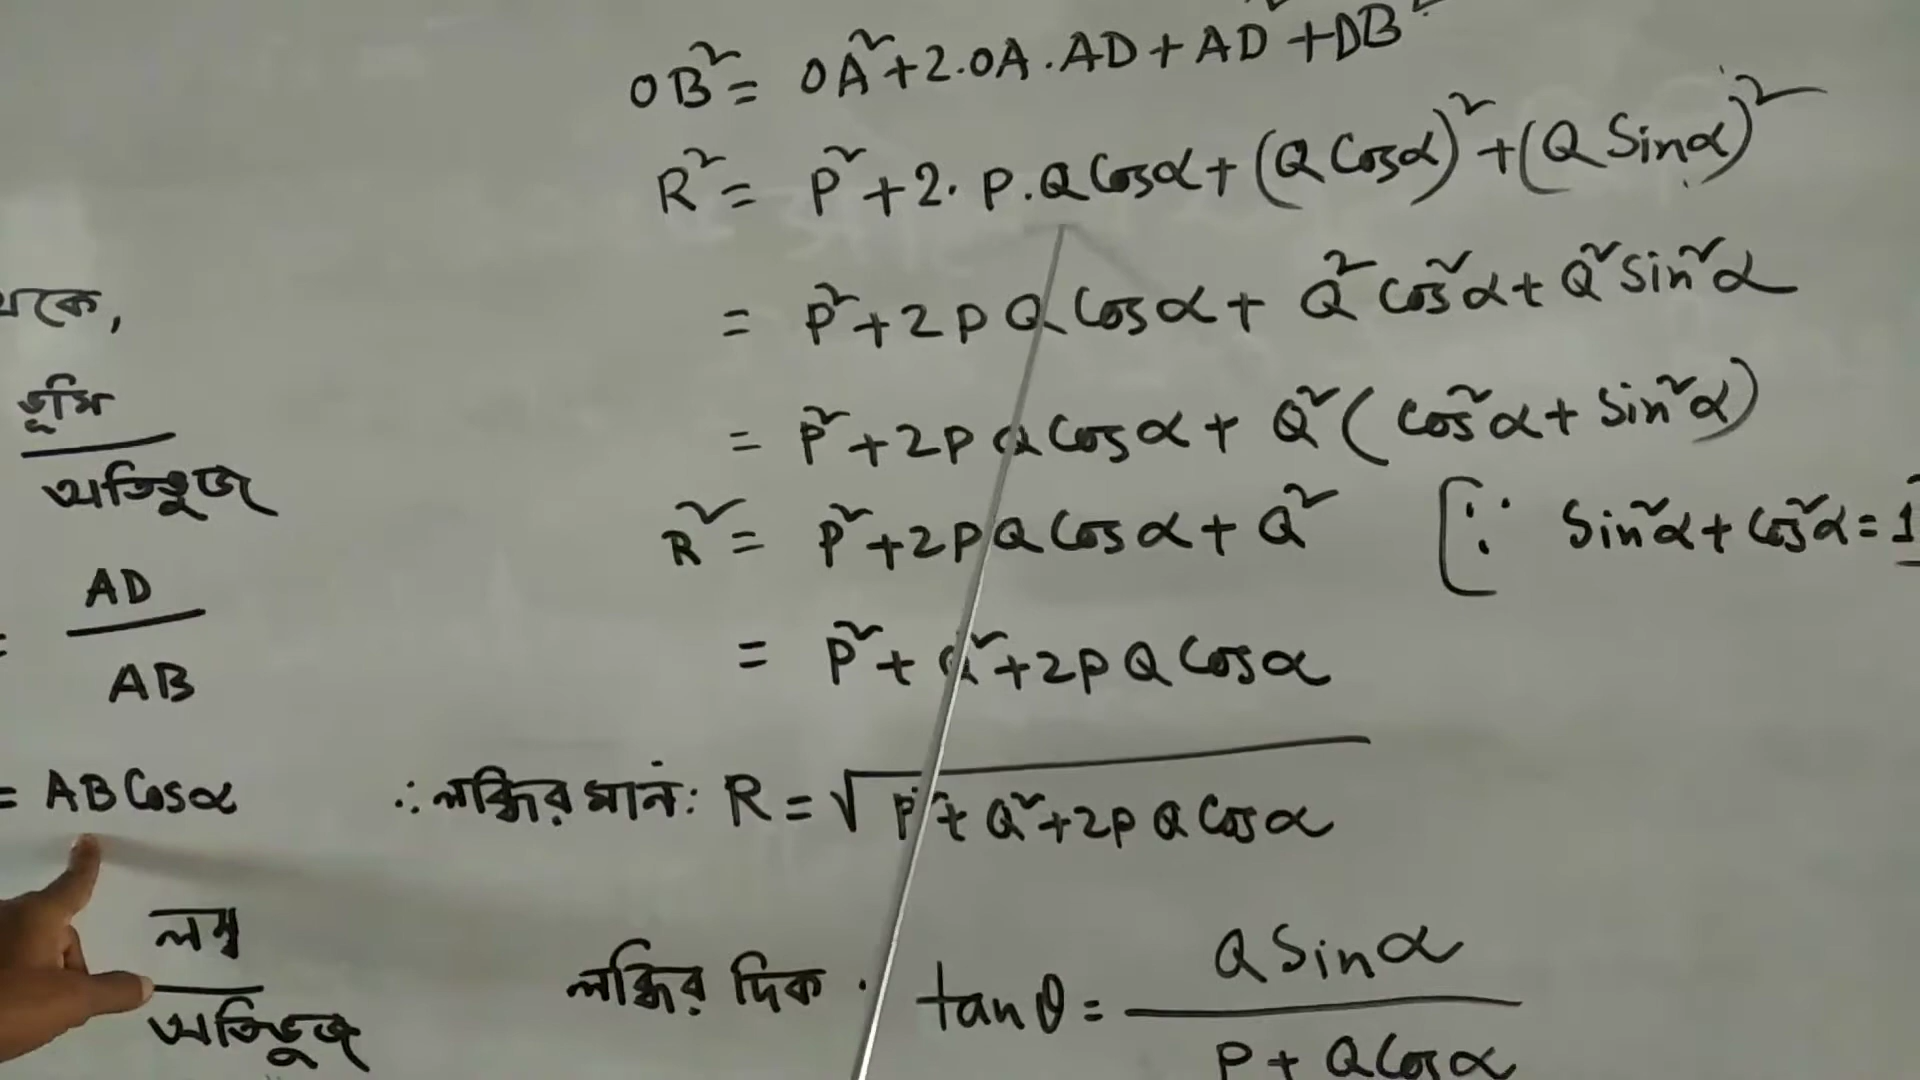 OB² = OA² + 2.OA.AD + AD² + DB²
R² = P² + 2. P.Q Cosα + (Q Cosα)² + (Q Sinα)²
= P² + 2PQ Cosα + Q² Cos²α + Q² Sin²α
= P² + 2PQ Cosα + Q² ( Cos²α + Sin²α)
R² = P² + 2PQ Cosα + Q² [∵ Sin²α + Cos²α = 1
= P² + Q² + 2PQ Cosα
∴ লব্ধির মান: R = √P² + Q² + 2PQ Cosα
লব্ধির দিক . tan θ = Q Sinα / P + Q Cosα
ভূমি
অতিভুজ
= AD / AB
= AB Cosα
লম্ব
অতিভুজ